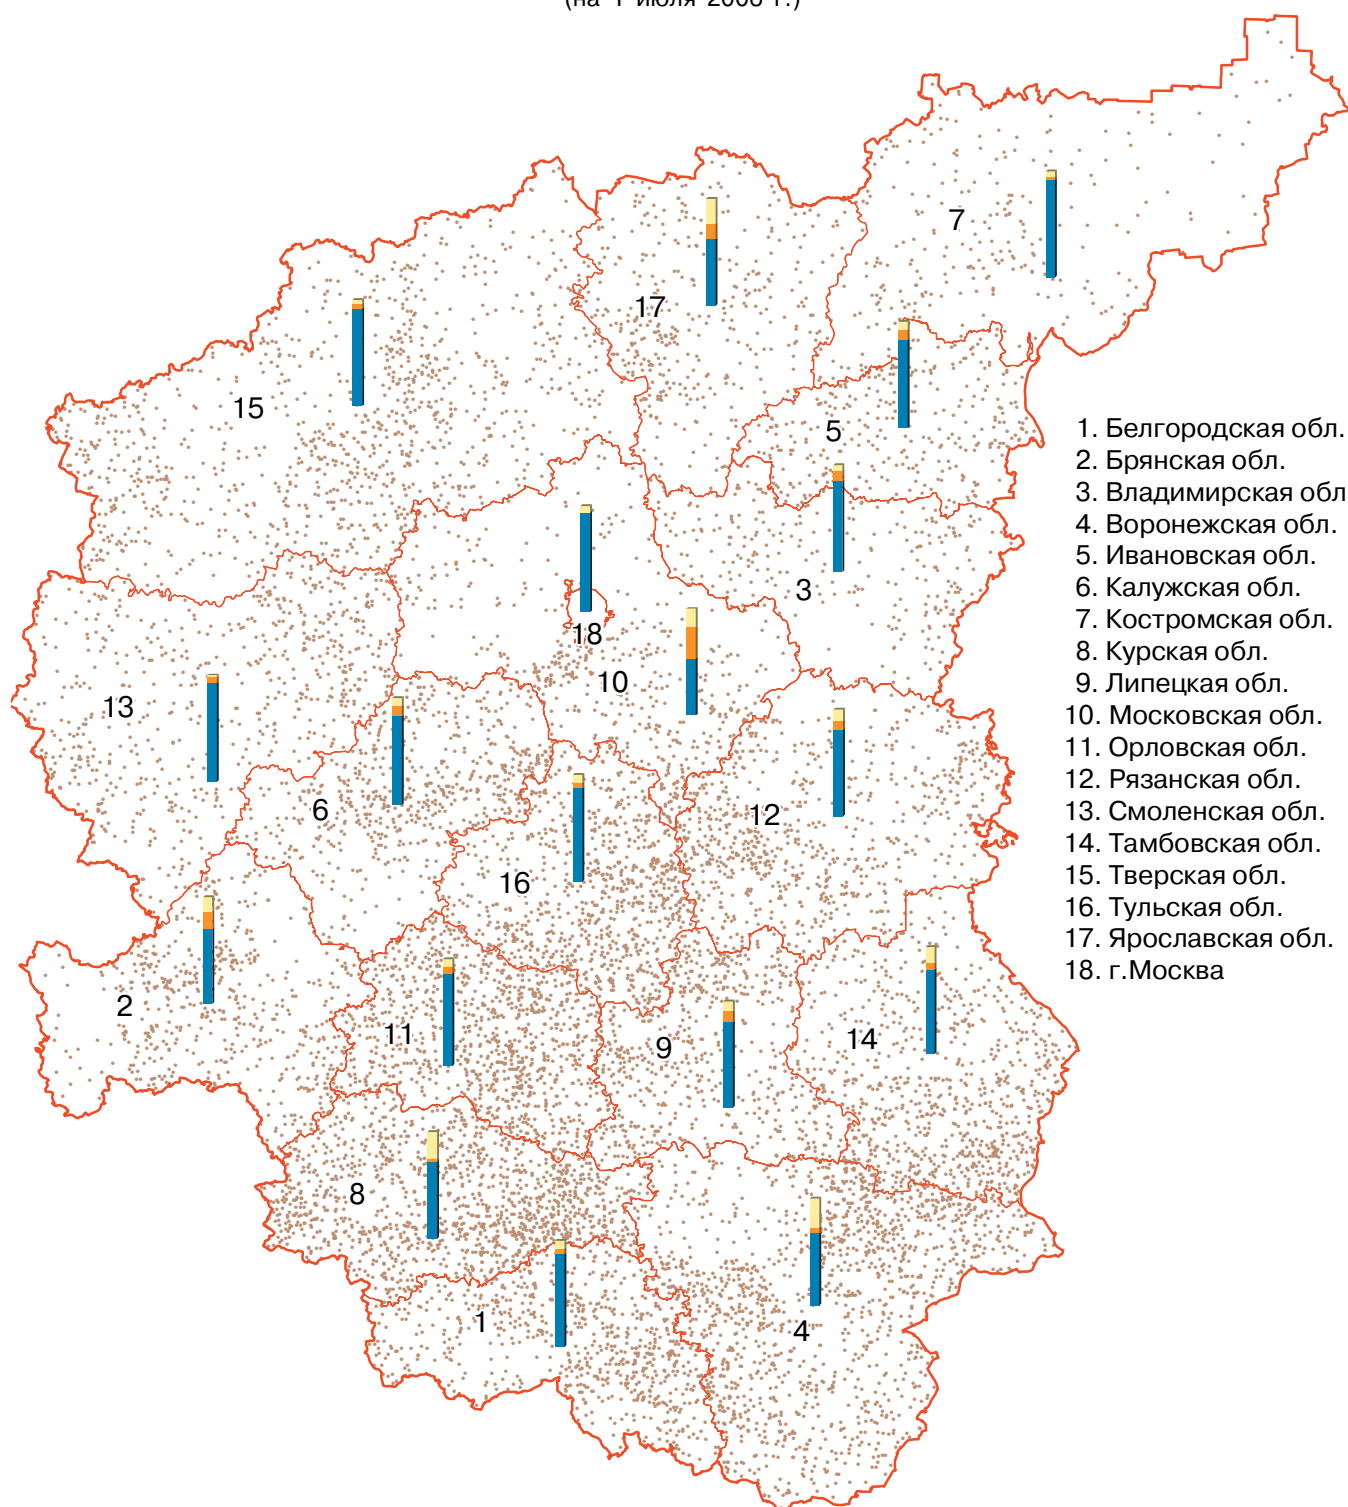 7
17
15
5
3
18
10
13
6
12
16
2
11
9
14
8
1
4
1. Белгородская обл.
2. Брянская обл.
3. Владимирская обл
4. Воронежская обл.
5. Ивановская обл.
6. Калужская обл.
7. Костромская обл.
8. Курская обл.
9. Липецкая обл.
10. Московская обл.
11. Орловская обл.
12. Рязанская обл.
13. Смоленская обл.
14. Тамбовская обл.
15. Тверская обл.
16. Тульская обл.
17. Ярославская обл.
18. г.Москва